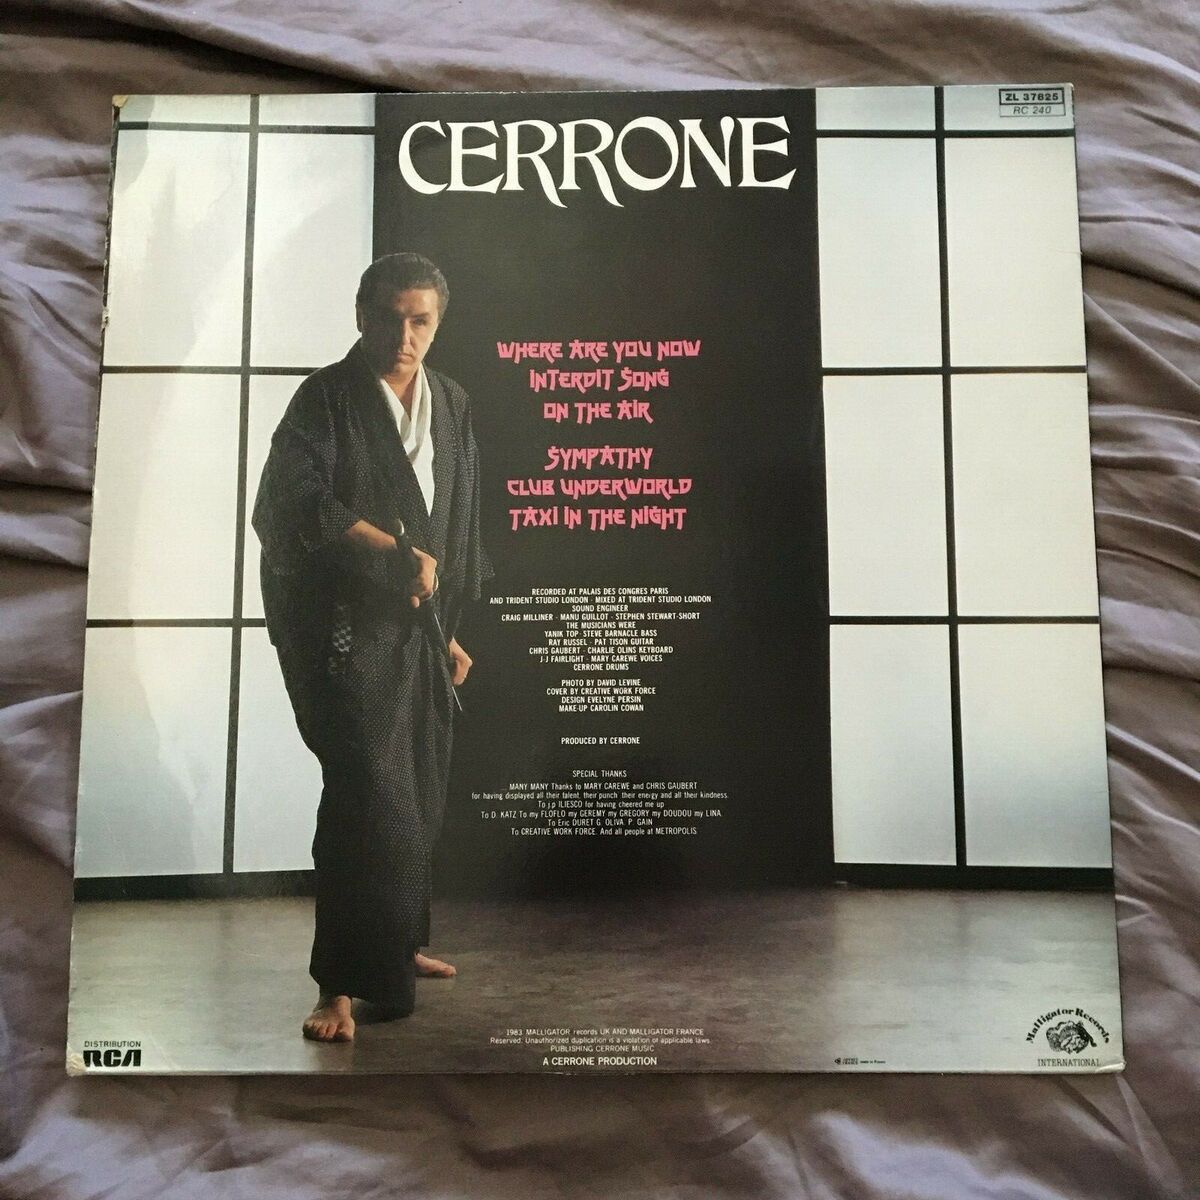 ZL 37825
RC 240
CERRONE
WHERE ARE YOU NOW
INTERDIT SONG
ON THE AIR
SYMPATHY
CLUB UNDERWORLD
TAXI IN THE NIGHT
RECORDED AT PALAIS DES CONGRES PARIS
AND TRIDENT STUDIO LONDON - MIXED AT TRIDENT STUDIO LONDON
SOUND ENGINEER
CRAIG MILLINER - MANU GUILLOT - STEPHEN STEWART-SHORT
THE MUSICIANS WERE
YANIK TOP- STEVE BARNACLE BASS
RAY RUSSEL - PAT TISON GUITAR
CHRIS GAUBERT - CHARLIE OLINS KEYBOARD
J-J FAIRLIGHT - MARY CAREWE VOICES
CERRONE DRUMS
PHOTO BY DAVID LEVINE
COVER BY CREATIVE WORK FORCE
DESIGN EVELYNE PERSIN
MAKE-UP CAROLIN COWAN
PRODUCED BY CERRONE
SPECIAL THANKS
MANY MANY Thanks to MARY CAREWE and CHRIS GAUBERT
for having displayed all their talent, their punch, their energy and all their kindness.
To j.p ILIESCO for having cheered me up
To D. KATZ To my FLOFLO my GEREMY my GREGORY my DOUDOU my LINA.
To Eric DURET G. OLIVA. P. GAIN
To CREATIVE WORK FORCE. And all people at METROPOLIS
1983 MALLIGATOR records UK AND MALLIGATOR FRANCE
Reserved. Unauthorized duplication is a violation of applicable laws.
PUBLISHING CERRONE MUSIC
A CERRONE PRODUCTION
DISTRIBUTION
RCA
Malligator Records
INTERNATIONAL